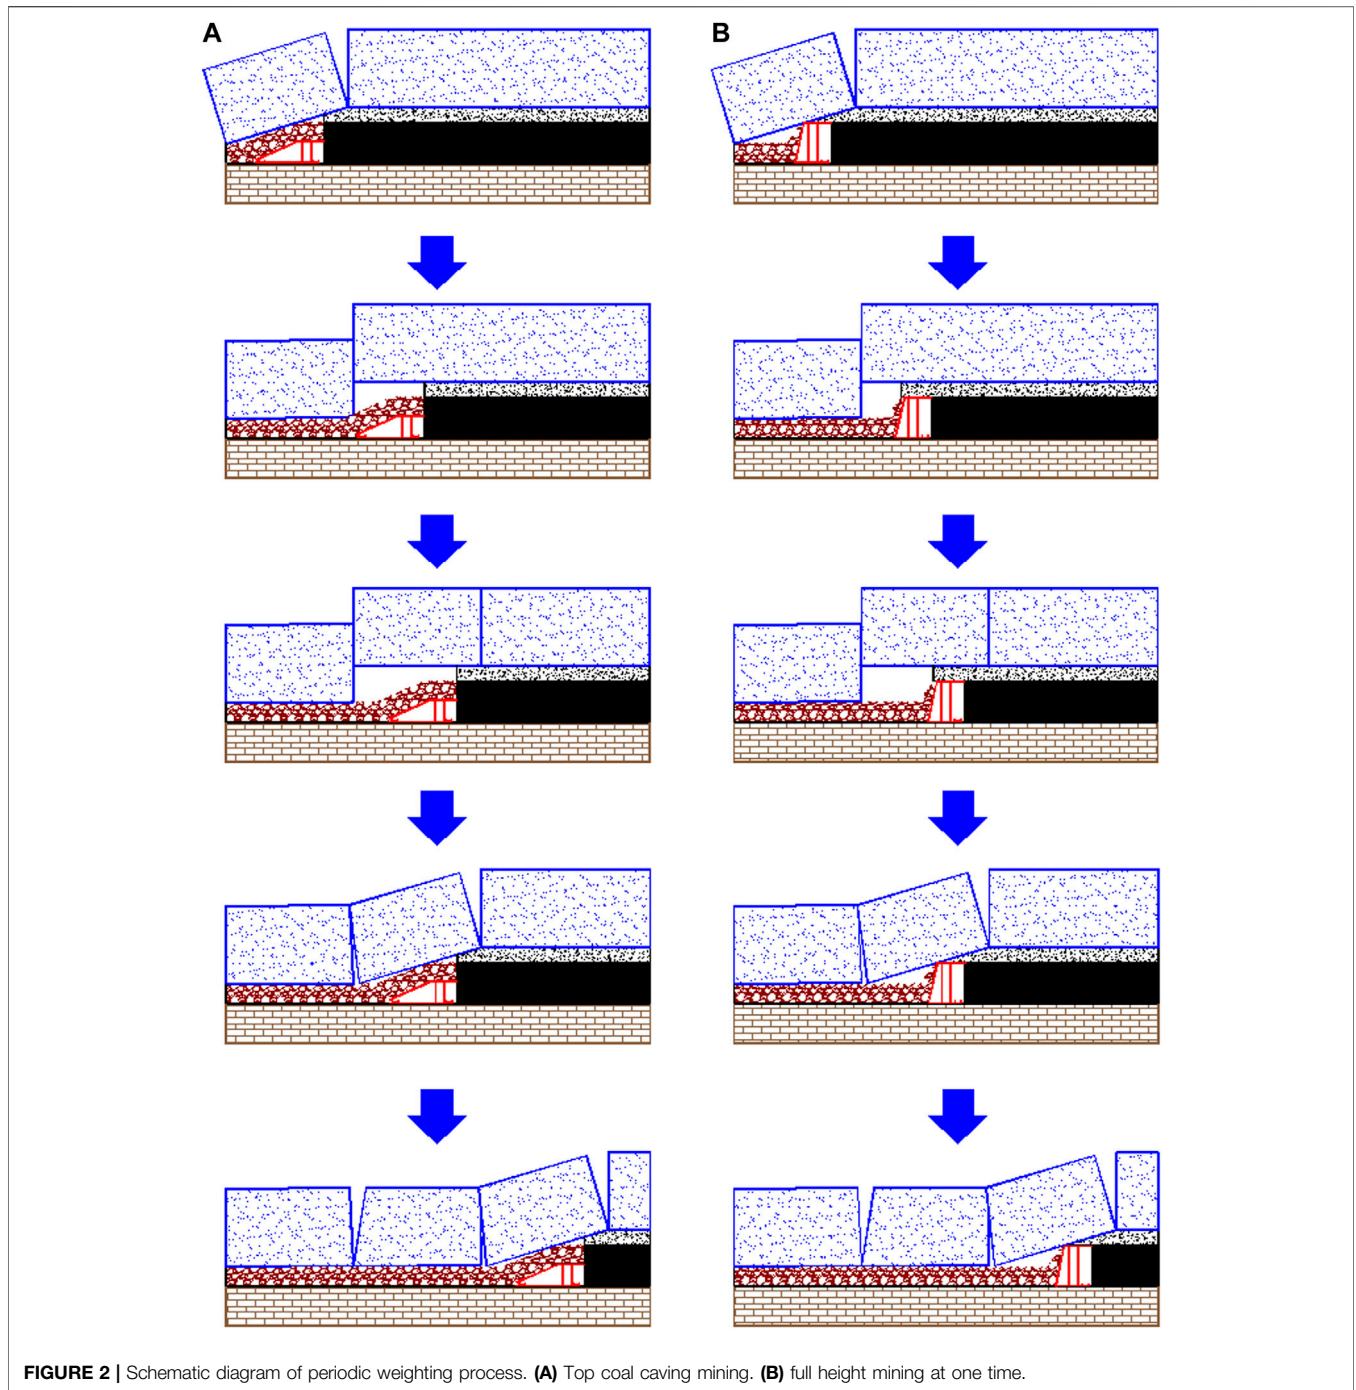 A
B
FIGURE 2 | Schematic diagram of periodic weighting process. (A) Top coal caving mining. (B) full height mining at one time.